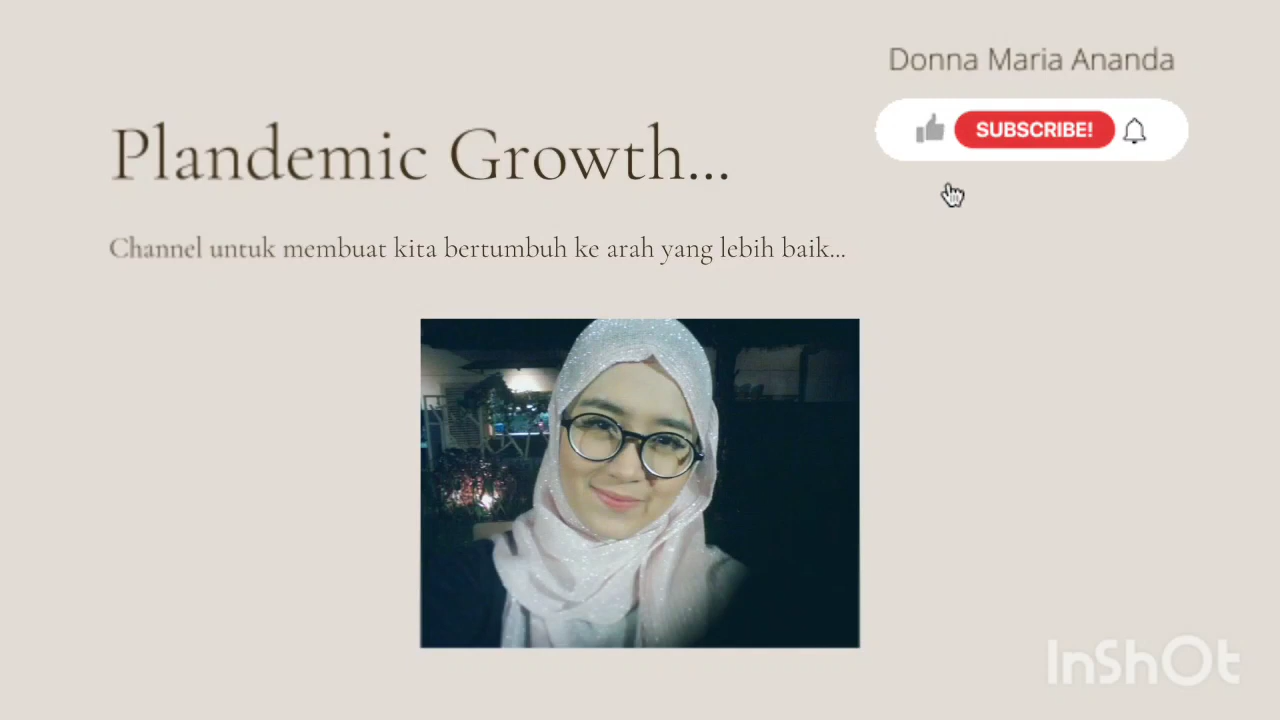 Donna Maria Ananda
SUBSCRIBE!
Plandemic Growth...
Channel untuk membuat kita bertumbuh ke arah yang lebih baik...
InShOt